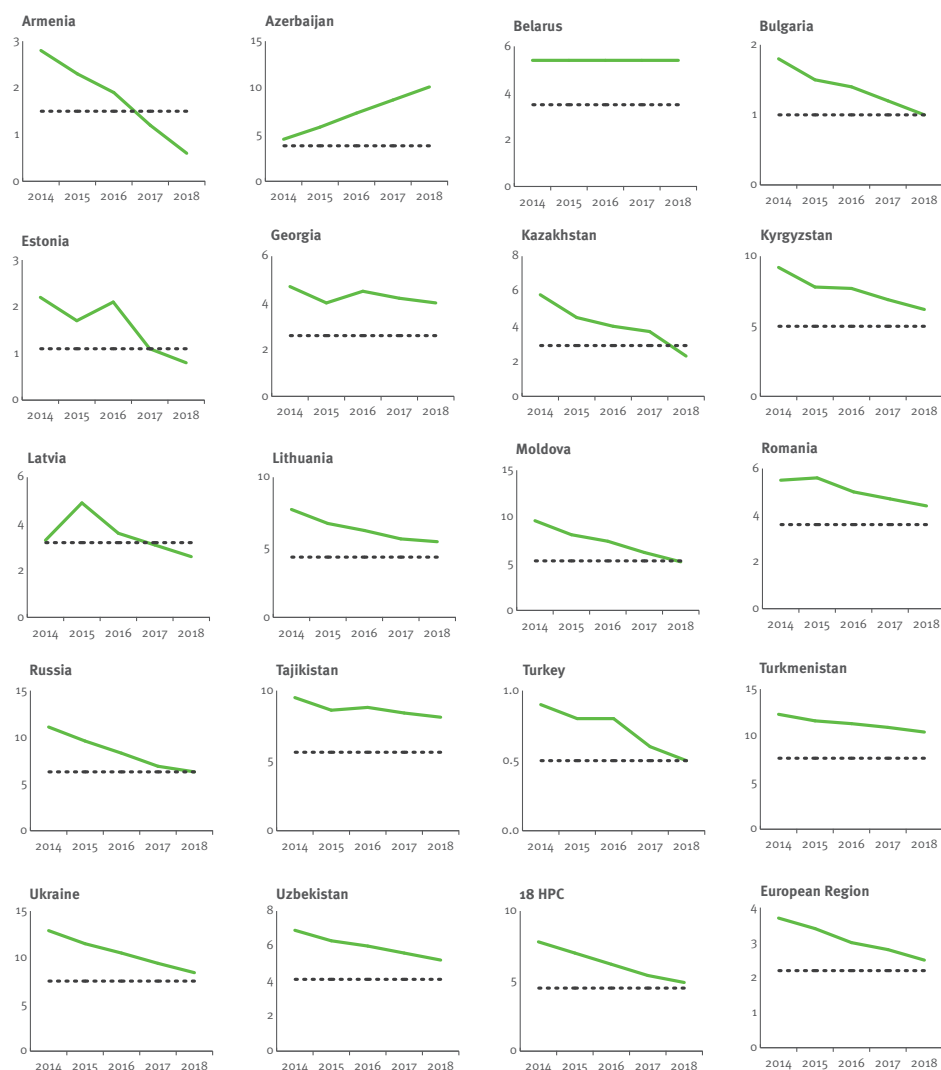 Armenia
3
2
1
0
2014 2015 2016 2017 2018
Azerbaijan
15
10
5
0
2014 2015 2016 2017 2018
Belarus
6
4
2
0
2014 2015 2016 2017 2018
Bulgaria
2
1
0
2014 2015 2016 2017 2018
Estonia
3
2
1
0
2014 2015 2016 2017 2018
Georgia
6
4
2
0
2014 2015 2016 2017 2018
Kazakhstan
8
6
4
2
0
2014 2015 2016 2017 2018
Kyrgyzstan
10
5
0
2014 2015 2016 2017 2018
Latvia
6
4
2
0
2014 2015 2016 2017 2018
Lithuania
10
5
0
2014 2015 2016 2017 2018
Moldova
15
10
5
0
2014 2015 2016 2017 2018
Romania
6
4
2
0
2014 2015 2016 2017 2018
Russia
15
10
5
0
2014 2015 2016 2017 2018
Tajikistan
10
5
0
2014 2015 2016 2017 2018
Turkey
1.0
0.5
0.0
2014 2015 2016 2017 2018
Turkmenistan
15
10
5
0
2014 2015 2016 2017 2018
Ukraine
15
10
5
0
2014 2015 2016 2017 2018
Uzbekistan
8
6
4
2
0
2014 2015 2016 2017 2018
18 HPC
10
5
0
2014 2015 2016 2017 2018
European Region
4
3
2
1
0
2014 2015 2016 2017 2018